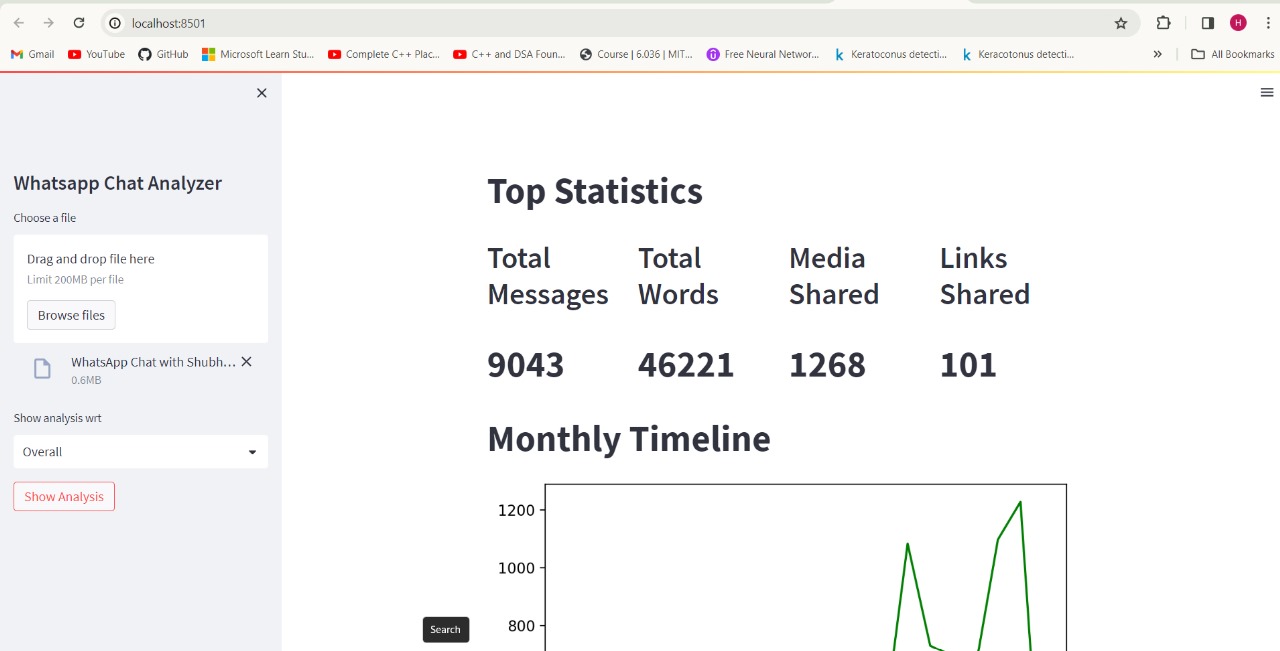 localhost:8501
H
Gmail YouTube GitHub Microsoft Learn Stu... Complete C++ Plac... C++ and DSA Foun... Course | 6.036 | MIT... Free Neural Networ... Keratoconus detecti... Keracotonus detecti... » All Bookmarks
Whatsapp Chat Analyzer
Choose a file
Drag and drop file here
Limit 200MB per file
Browse files
WhatsApp Chat with Shubh...
0.6MB
Show analysis wrt
Overall
Show Analysis
Top Statistics
Total Messages
Total Words
Media Shared
Links Shared
9043 46221 1268 101
Monthly Timeline
1200
1000
800
Search